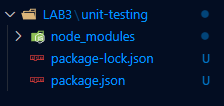 LAB3\unit-testing
node_modules
package-lock.json U
package.json U